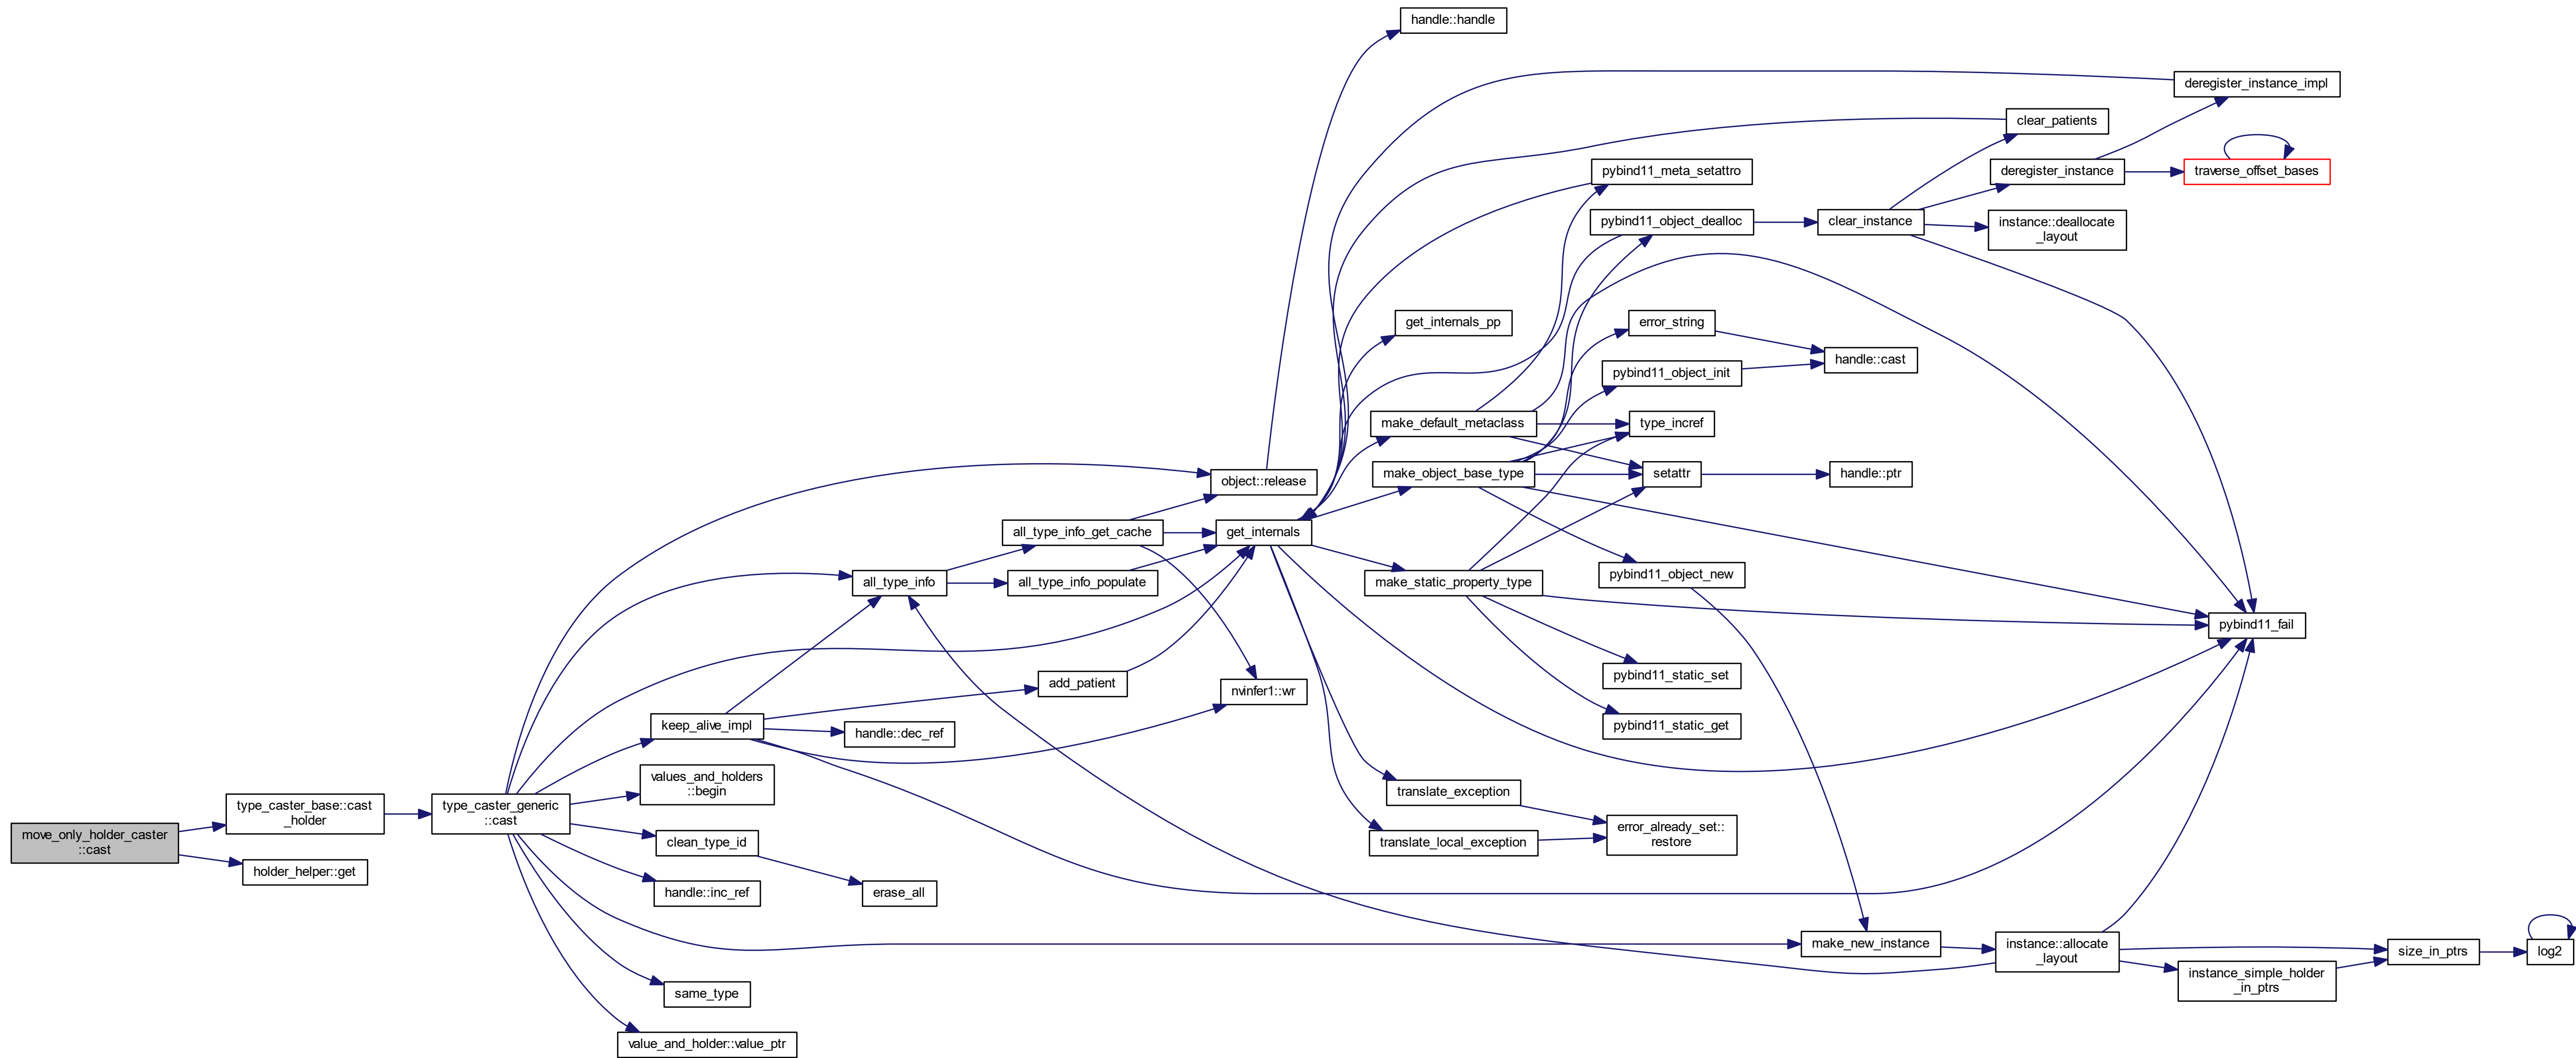 move_only_holder_caster
::cast
type_caster_base::cast
_holder
holder_helper::get
type_caster_generic
::cast
object::release
handle::handle
all_type_info
all_type_info_get_cache
get_internals
all_type_info_populate
keep_alive_impl
add_patient
nvinfer1::wr
handle::dec_ref
values_and_holders
::begin
clean_type_id
erase_all
handle::inc_ref
same_type
value_and_holder::value_ptr
get_internals_pp
make_default_metaclass
make_object_base_type
make_static_property_type
translate_exception
translate_local_exception
error_already_set::
restore
pybind11_meta_setattro
pybind11_object_dealloc
error_string
pybind11_object_init
type_incref
setattr
pybind11_object_new
pybind11_static_set
pybind11_static_get
handle::cast
handle::ptr
clear_instance
clear_patients
deregister_instance
instance::deallocate
_layout
deregister_instance_impl
traverse_offset_bases
pybind11_fail
make_new_instance
instance::allocate
_layout
instance_simple_holder
_in_ptrs
size_in_ptrs
log2